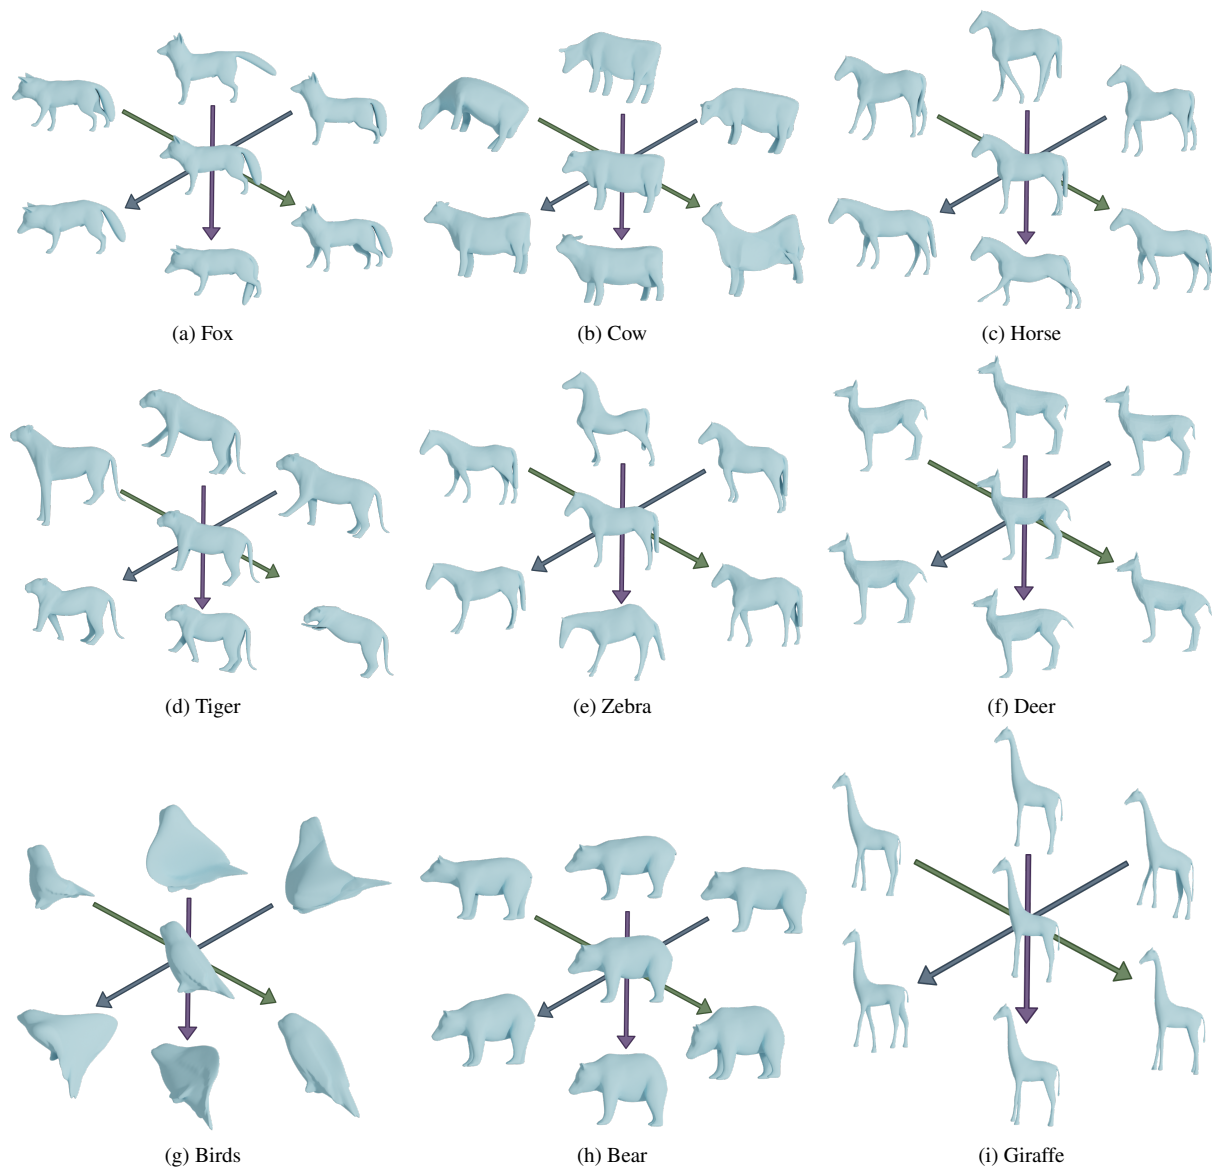 (a) Fox
(b) Cow
(c) Horse
(d) Tiger
(e) Zebra
(f) Deer
(g) Birds
(h) Bear
(i) Giraffe